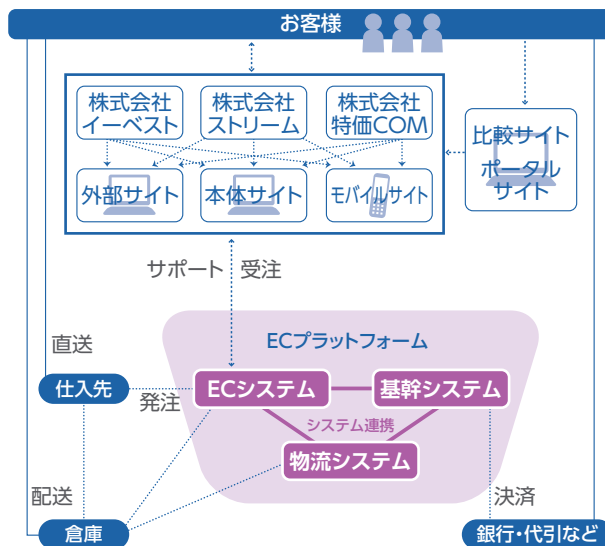 お客様
株式会社
イーベスト
株式会社
ストリーム
株式会社
特価COM
比較サイト
ポータル
サイト
外部サイト
本体サイト
モバイルサイト
サポート
受注
ECプラットフォーム
直送
仕入先
発注
ECシステム
基幹システム
システム連携
物流システム
配送
決済
倉庫
銀行・代引など